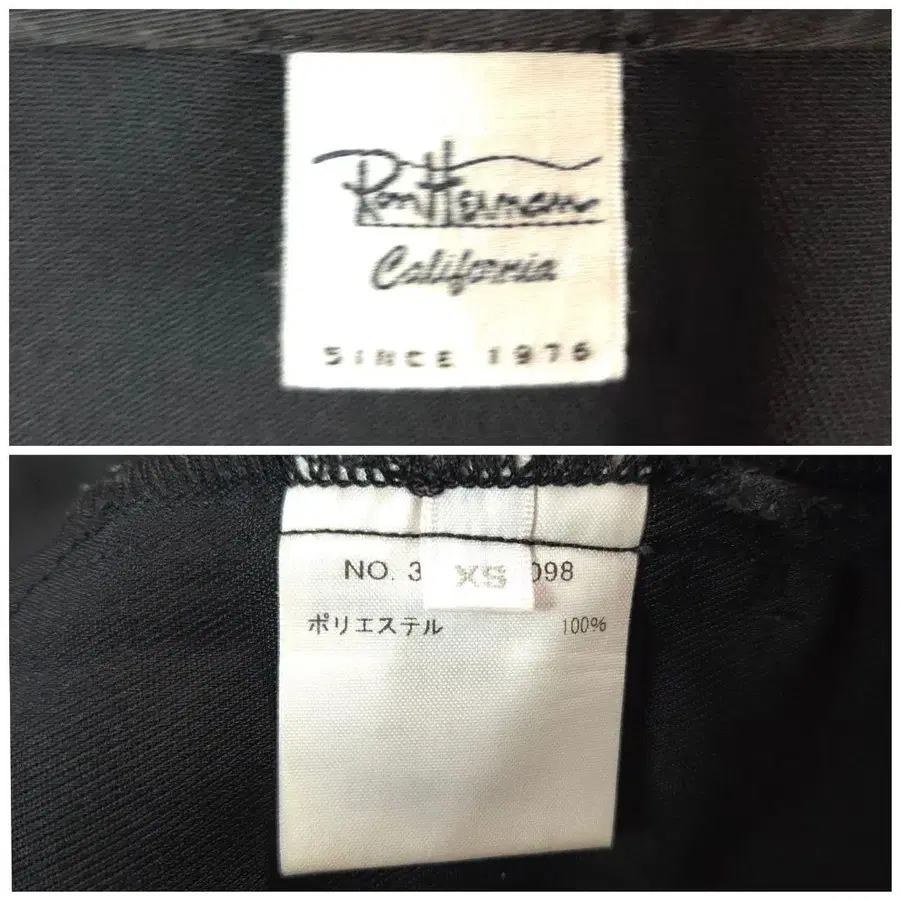 Ron Herman
California
SINCE 1976
NO. 3 XS 098
ポリエステル 100%